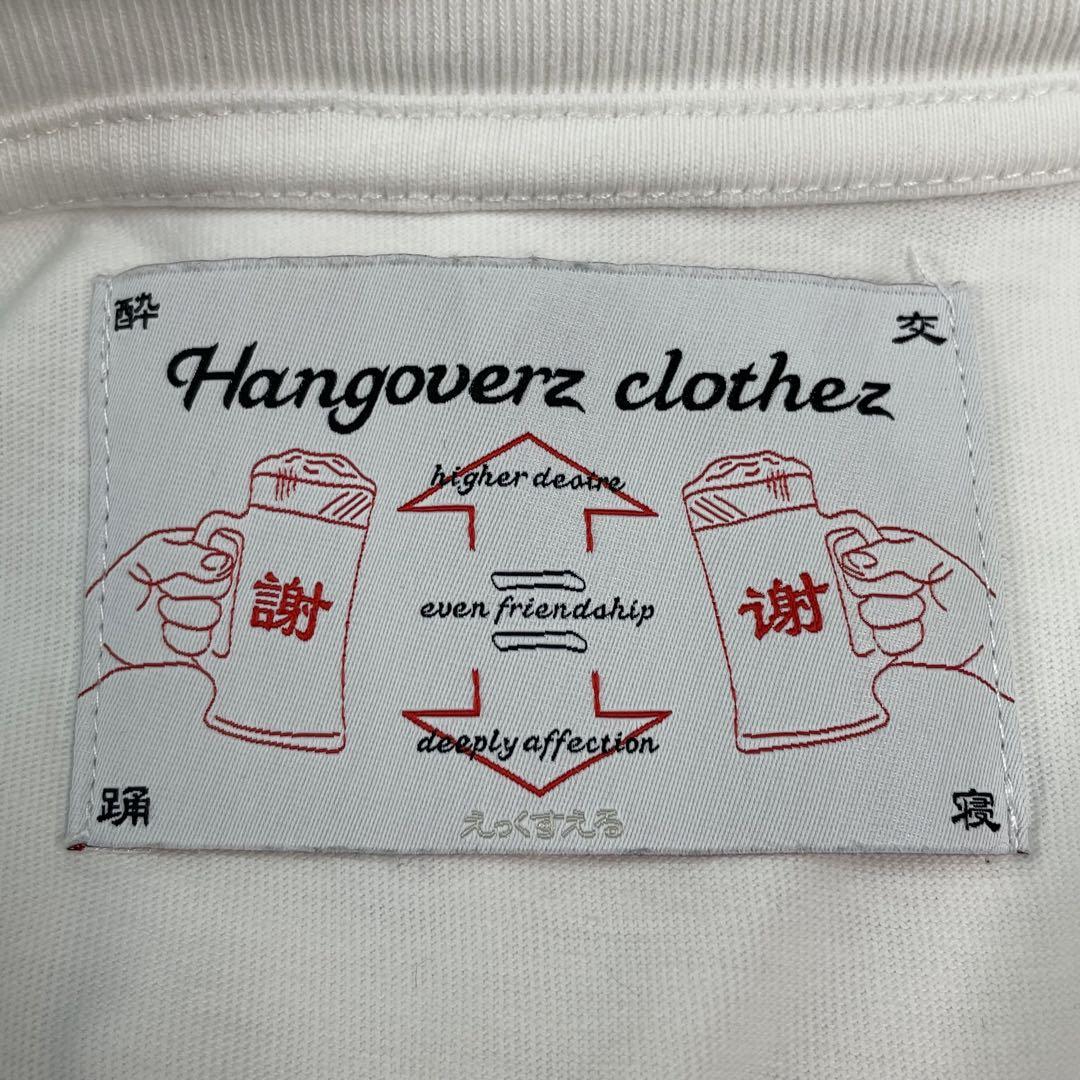 酔 交
Hangoverz clothez
higher desire
謝 even friendship 谢
deeply affection
踊 寝
えっくすえる